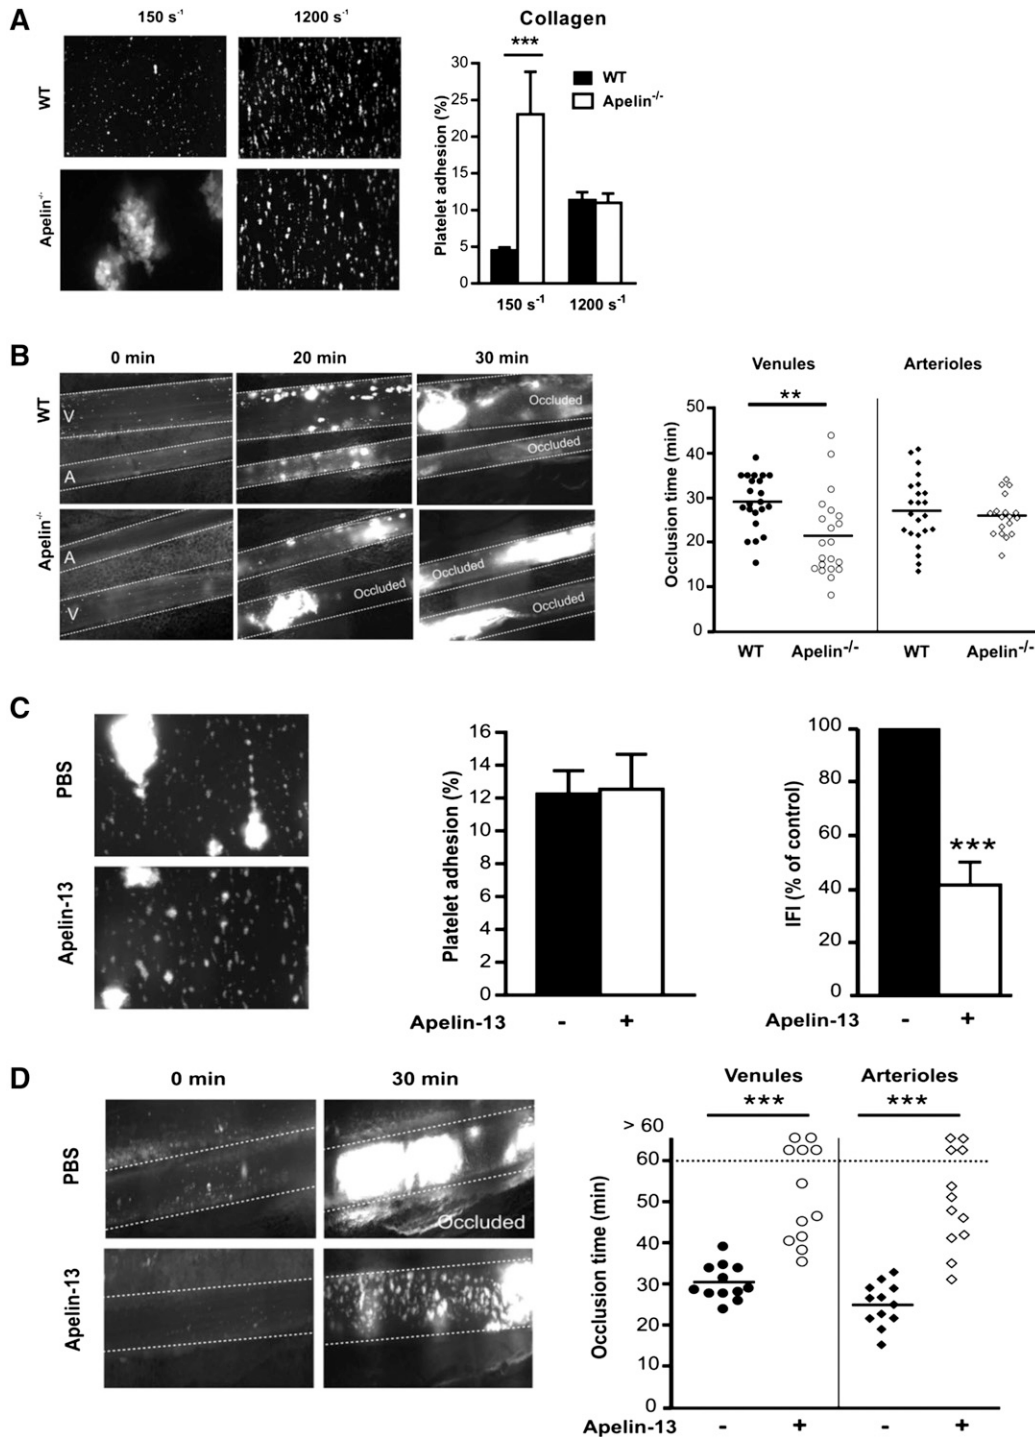 A
150 s-1
1200 s-1
WT
Apelin-/-
Collagen
***
WT
Apelin-/-
Platelet adhesion (%)
30
25
20
15
10
5
0
150 s-1
1200 s-1
B
0 min
20 min
30 min
WT
V
A
Occluded
Occluded
Apelin-/-
A
V
Occluded
Occluded
Occluded
Venules
Arterioles
**
Occlusion time (min)
50
40
30
20
10
0
WT
Apelin-/-
WT
Apelin-/-
C
PBS
Apelin-13
Platelet adhesion (%)
16
14
12
10
8
6
4
2
0
Apelin-13
-
+
IFI (% of control)
100
80
60
40
20
0
***
Apelin-13
-
+
D
0 min
30 min
PBS
Occluded
Apelin-13
Venules
Arterioles
***
***
> 60
60
50
40
30
20
10
0
Occlusion time (min)
Apelin-13
-
+
-
+